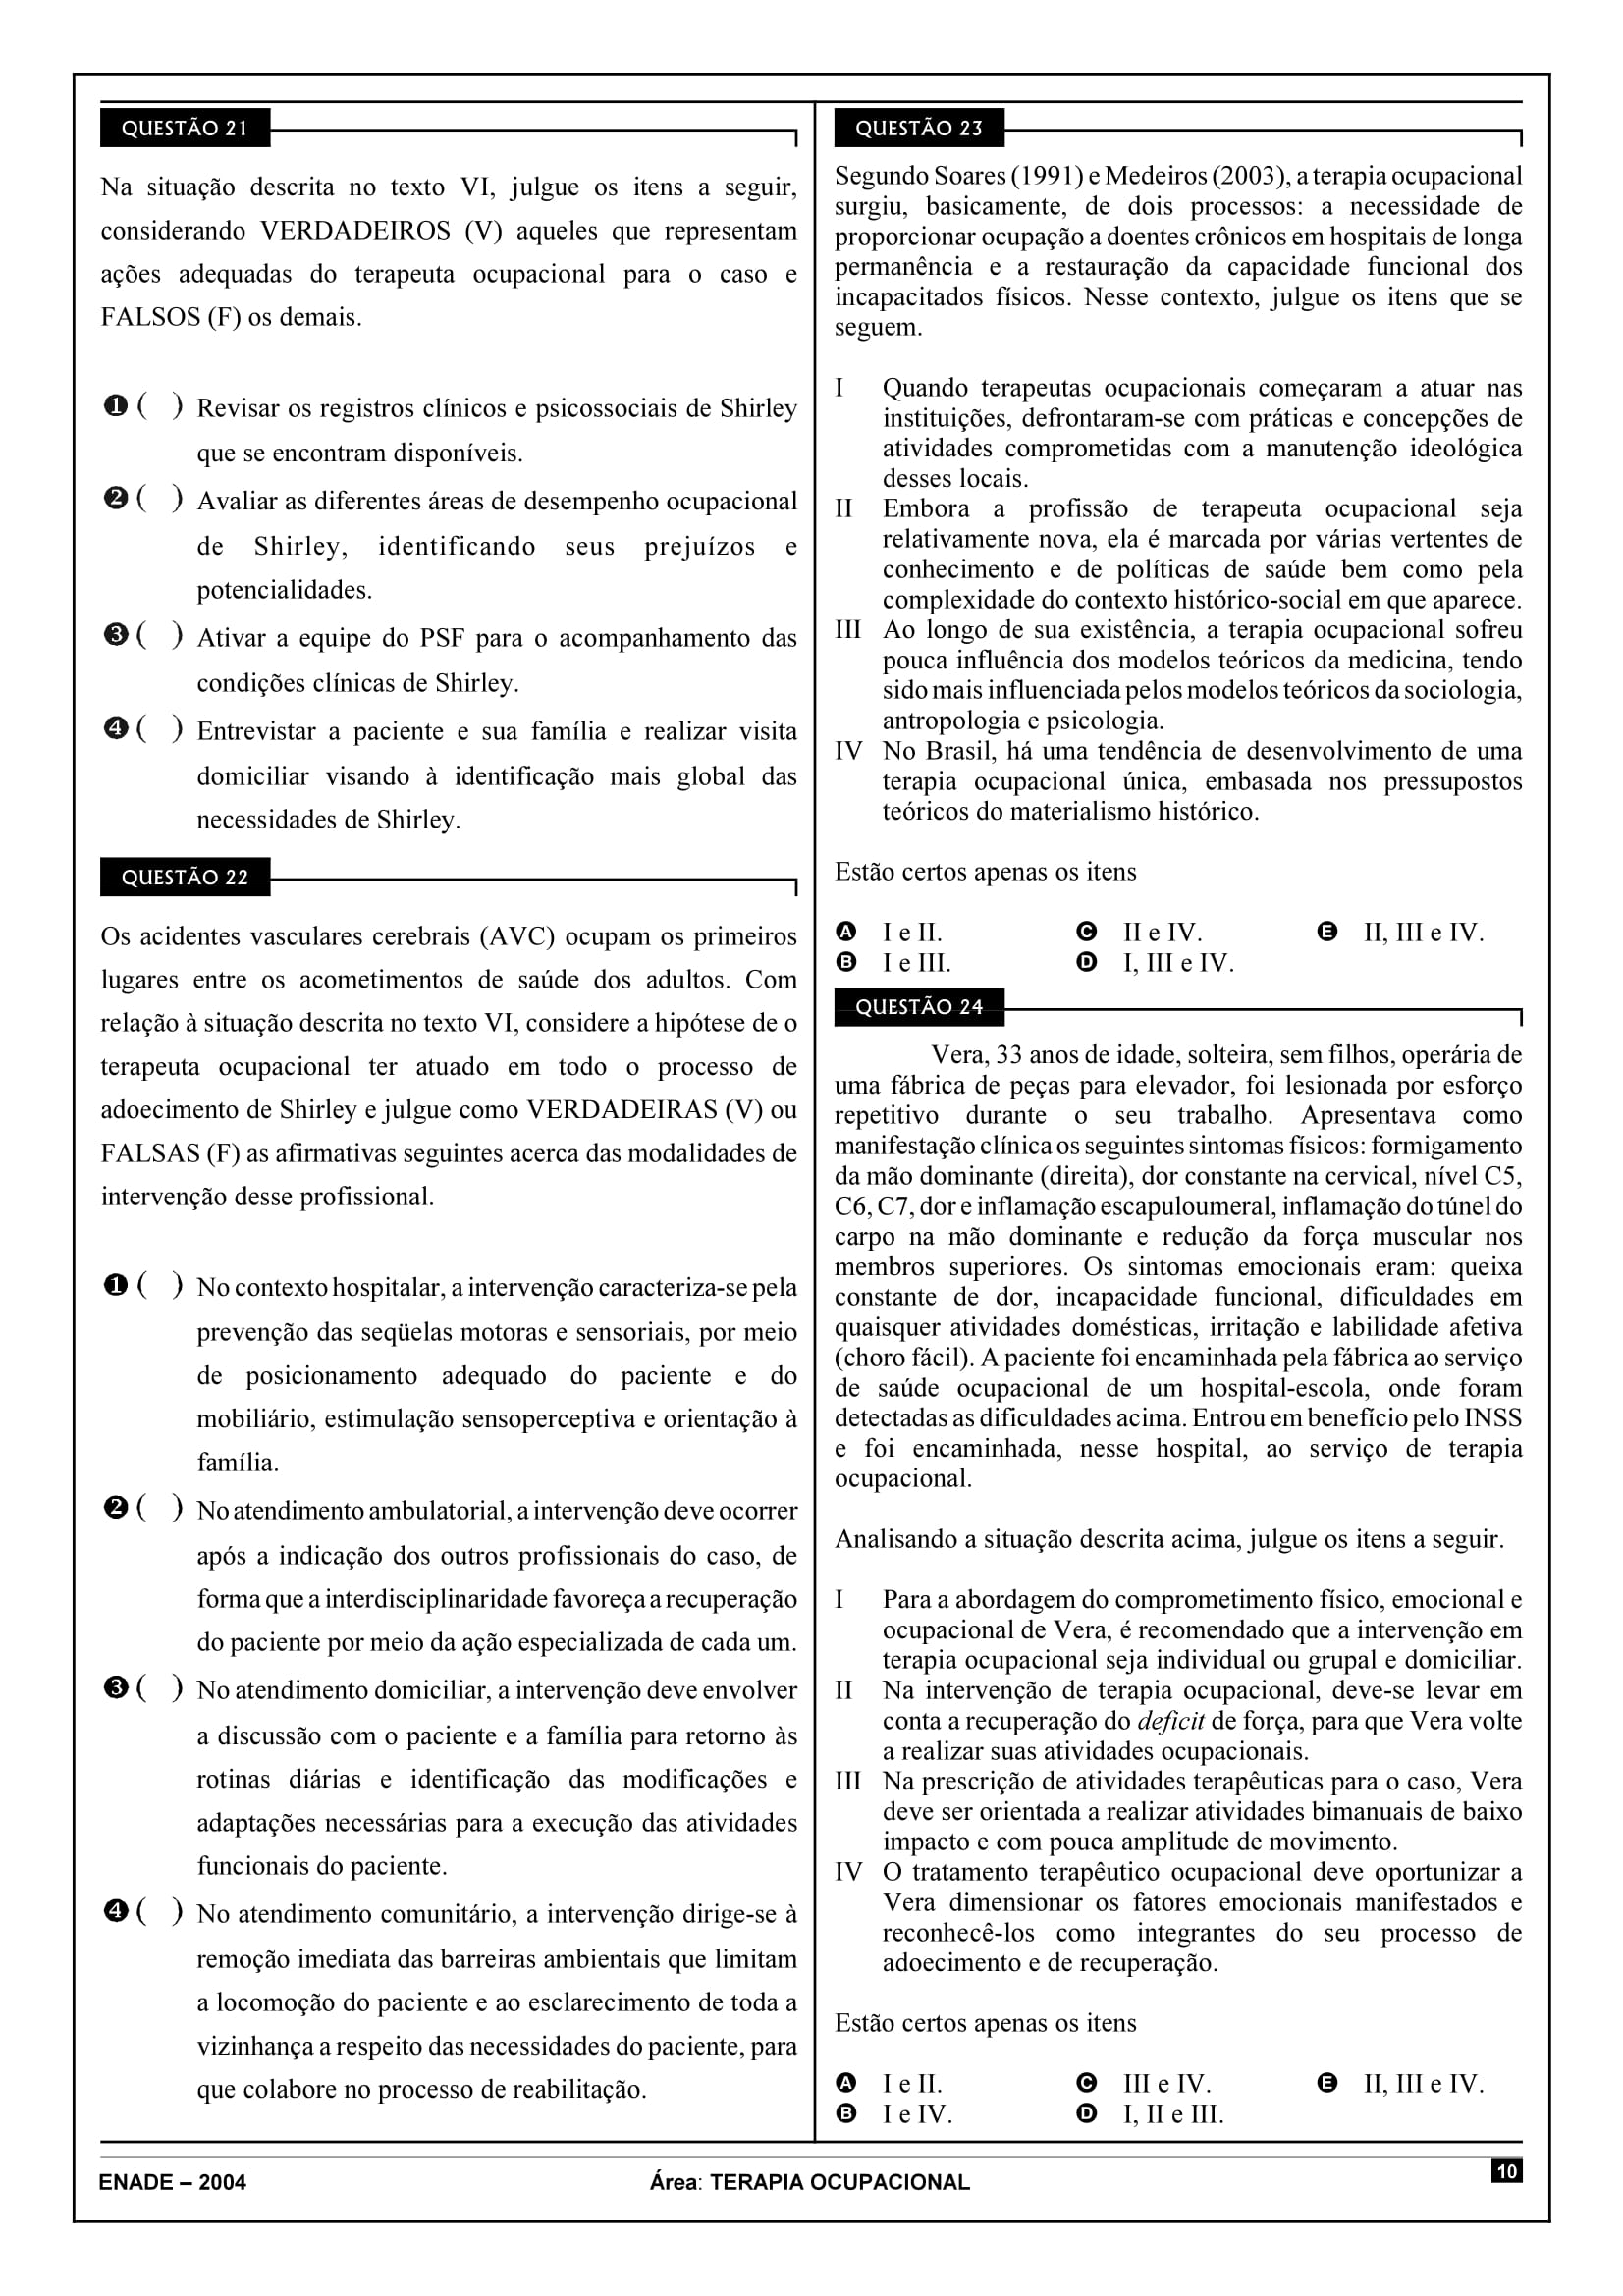 QUESTÃO 21
Na situação descrita no texto VI, julgue os itens a seguir,
considerando VERDADEIROS (V) aqueles que representam
ações adequadas do terapeuta ocupacional para o caso e
FALSOS (F) os demais.
❶ ( ) Revisar os registros clínicos e psicossociais de Shirley
que se encontram disponíveis.
❷ ( ) Avaliar as diferentes áreas de desempenho ocupacional
de Shirley, identificando seus prejuízos e
potencialidades.
❸ ( ) Ativar a equipe do PSF para o acompanhamento das
condições clínicas de Shirley.
❹ ( ) Entrevistar a paciente e sua família e realizar visita
domiciliar visando à identificação mais global das
necessidades de Shirley.
QUESTÃO 22
Os acidentes vasculares cerebrais (AVC) ocupam os primeiros
lugares entre os acometimentos de saúde dos adultos. Com
relação à situação descrita no texto VI, considere a hipótese de o
terapeuta ocupacional ter atuado em todo o processo de
adoecimento de Shirley e julgue como VERDADEIRAS (V) ou
FALSAS (F) as afirmativas seguintes acerca das modalidades de
intervenção desse profissional.
❶ ( ) No contexto hospitalar, a intervenção caracteriza-se pela
prevenção das seqüelas motoras e sensoriais, por meio
de posicionamento adequado do paciente e do
mobiliário, estimulação sensoperceptiva e orientação à
família.
❷ ( ) No atendimento ambulatorial, a intervenção deve ocorrer
após a indicação dos outros profissionais do caso, de
forma que a interdisciplinaridade favoreça a recuperação
do paciente por meio da ação especializada de cada um.
❸ ( ) No atendimento domiciliar, a intervenção deve envolver
a discussão com o paciente e a família para retorno às
rotinas diárias e identificação das modificações e
adaptações necessárias para a execução das atividades
funcionais do paciente.
❹ ( ) No atendimento comunitário, a intervenção dirige-se à
remoção imediata das barreiras ambientais que limitam
a locomoção do paciente e ao esclarecimento de toda a
vizinhança a respeito das necessidades do paciente, para
que colabore no processo de reabilitação.
QUESTÃO 23
Segundo Soares (1991) e Medeiros (2003), a terapia ocupacional
surgiu, basicamente, de dois processos: a necessidade de
proporcionar ocupação a doentes crônicos em hospitais de longa
permanência e a restauração da capacidade funcional dos
incapacitados físicos. Nesse contexto, julgue os itens que se
seguem.
I Quando terapeutas ocupacionais começaram a atuar nas
instituições, defrontaram-se com práticas e concepções de
atividades comprometidas com a manutenção ideológica
desses locais.
II Embora a profissão de terapeuta ocupacional seja
relativamente nova, ela é marcada por várias vertentes de
conhecimento e de políticas de saúde bem como pela
complexidade do contexto histórico-social em que aparece.
III Ao longo de sua existência, a terapia ocupacional sofreu
pouca influência dos modelos teóricos da medicina, tendo
sido mais influenciada pelos modelos teóricos da sociologia,
antropologia e psicologia.
IV No Brasil, há uma tendência de desenvolvimento de uma
terapia ocupacional única, embasada nos pressupostos
teóricos do materialismo histórico.
Estão certos apenas os itens
A I e II. C II e IV. E II, III e IV.
B I e III. D I, III e IV.
QUESTÃO 24
Vera, 33 anos de idade, solteira, sem filhos, operária de
uma fábrica de peças para elevador, foi lesionada por esforço
repetitivo durante o seu trabalho. Apresentava como
manifestação clínica os seguintes sintomas físicos: formigamento
da mão dominante (direita), dor constante na cervical, nível C5,
C6, C7, dor e inflamação escapuloumeral, inflamação do túnel do
carpo na mão dominante e redução da força muscular nos
membros superiores. Os sintomas emocionais eram: queixa
constante de dor, incapacidade funcional, dificuldades em
quaisquer atividades domésticas, irritação e labilidade afetiva
(choro fácil). A paciente foi encaminhada pela fábrica ao serviço
de saúde ocupacional de um hospital-escola, onde foram
detectadas as dificuldades acima. Entrou em benefício pelo INSS
e foi encaminhada, nesse hospital, ao serviço de terapia
ocupacional.
Analisando a situação descrita acima, julgue os itens a seguir.
I Para a abordagem do comprometimento físico, emocional e
ocupacional de Vera, é recomendado que a intervenção em
terapia ocupacional seja individual ou grupal e domiciliar.
II Na intervenção de terapia ocupacional, deve-se levar em
conta a recuperação do deficit de força, para que Vera volte
a realizar suas atividades ocupacionais.
III Na prescrição de atividades terapêuticas para o caso, Vera
deve ser orientada a realizar atividades bimanuais de baixo
impacto e com pouca amplitude de movimento.
IV O tratamento terapêutico ocupacional deve oportunizar a
Vera dimensionar os fatores emocionais manifestados e
reconhecê-los como integrantes do seu processo de
adoecimento e de recuperação.
Estão certos apenas os itens
A I e II. C III e IV. E II, III e IV.
B I e IV. D I, II e III.
ENADE – 2004 Área: TERAPIA OCUPACIONAL 10